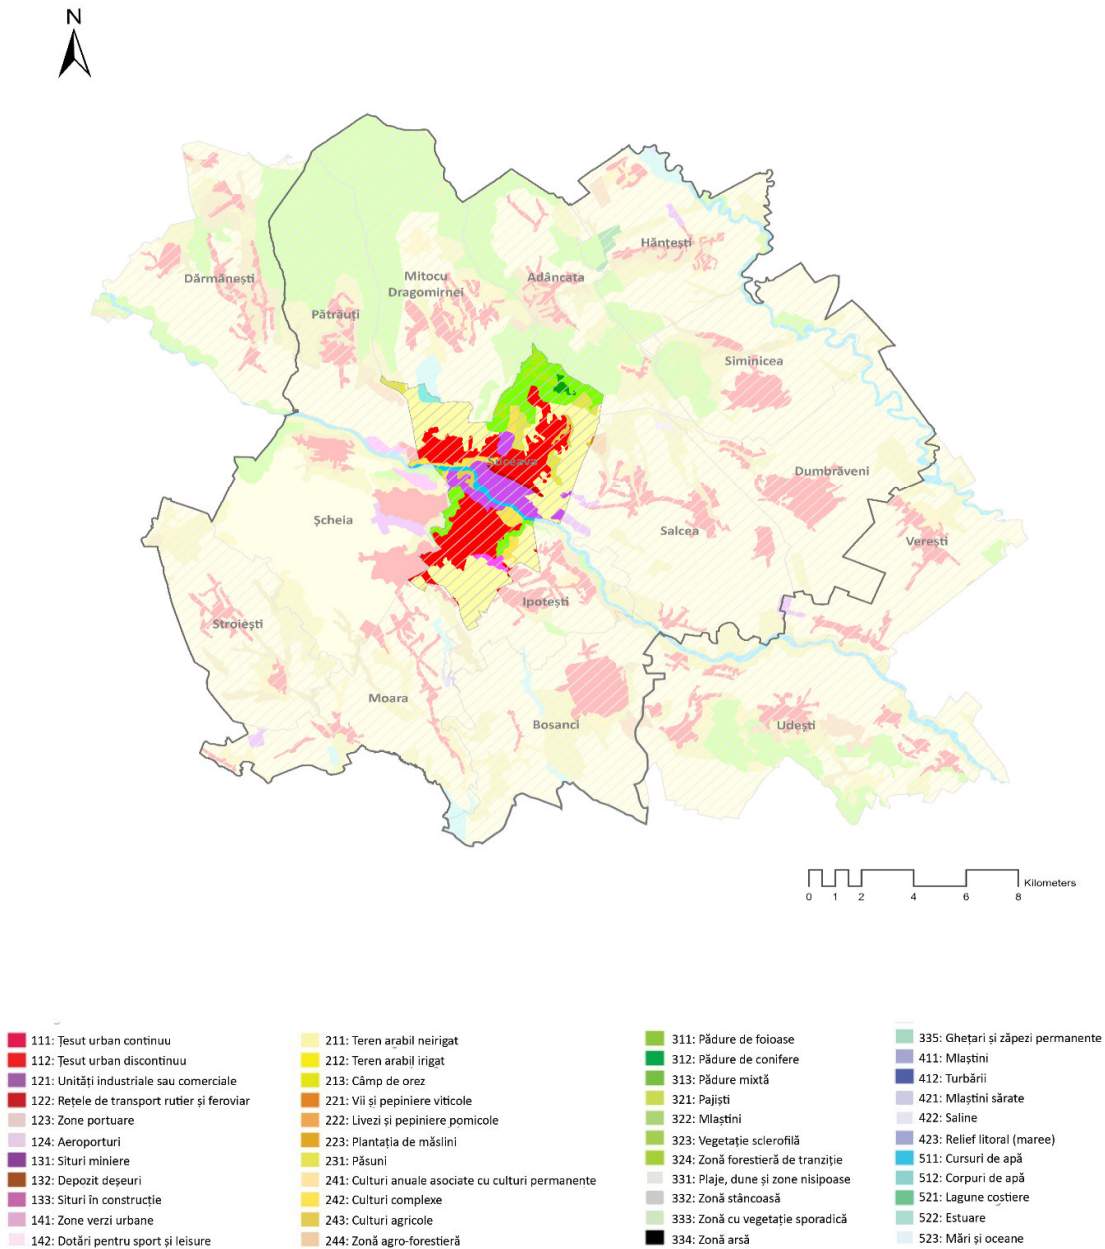 N
Hănțești
Dărmănești
Mitocu
Dragomirnei
Adâncata
Pătrăuți
Siminicea
Suceava
Dumbrăveni
Șcheia
Salcea
Verești
Ipotești
Stroiești
Moara
Bosanci
Udești
Kilometers
0 1 2 4 6 8
111: Țesut urban continuu
112: Țesut urban discontinuu
121: Unități industriale sau comerciale
122: Rețele de transport rutier și feroviar
123: Zone portuare
124: Aeroporturi
131: Situri miniere
132: Depozit deșeuri
133: Situri în construcție
141: Zone verzi urbane
142: Dotări pentru sport și leisure
211: Teren arabil neirigat
212: Teren arabil irigat
213: Câmp de orez
221: Vii și pepiniere viticole
222: Livezi și pepiniere pomicole
223: Plantația de măslini
231: Păsuni
241: Culturi anuale asociate cu culturi permanente
242: Culturi complexe
243: Culturi agricole
244: Zonă agro-forestieră
311: Pădure de foioase
312: Pădure de conifere
313: Pădure mixtă
321: Pajiști
322: Mlaștini
323: Vegetație sclerofilă
324: Zonă forestieră de tranziție
331: Plaje, dune și zone nisipoase
332: Zonă stâncoasă
333: Zonă cu vegetație sporadică
334: Zonă arsă
335: Ghețari și zăpezi permanente
411: Mlaștini
412: Turbării
421: Mlaștini sărate
422: Saline
423: Relief litoral (maree)
511: Cursuri de apă
512: Corpuri de apă
521: Lagune costiere
522: Estuare
523: Mări și oceane